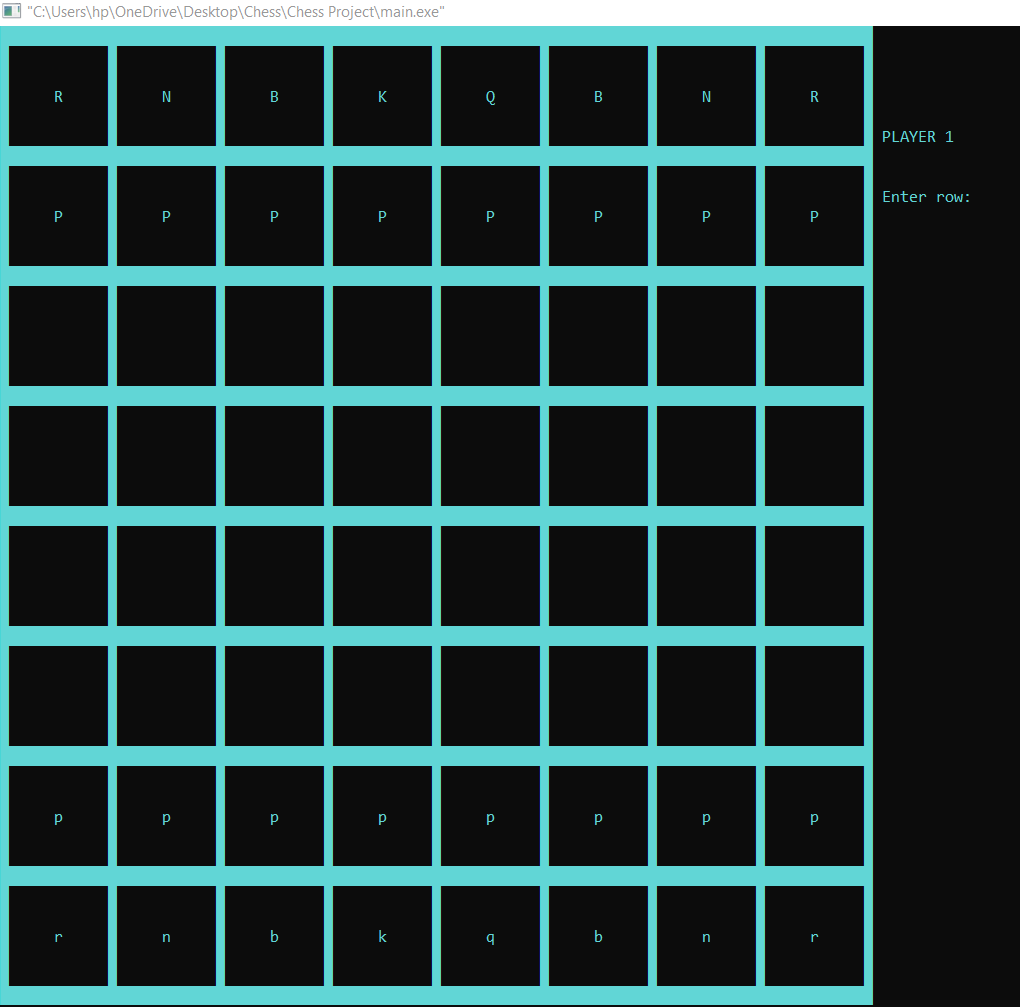 "C:\Users\hp\OneDrive\Desktop\Chess\Chess Project\main.exe"
R N B K Q B N R
PLAYER 1
Enter row:
P P P P P P P P
p p p p p p p p
r n b k q b n r